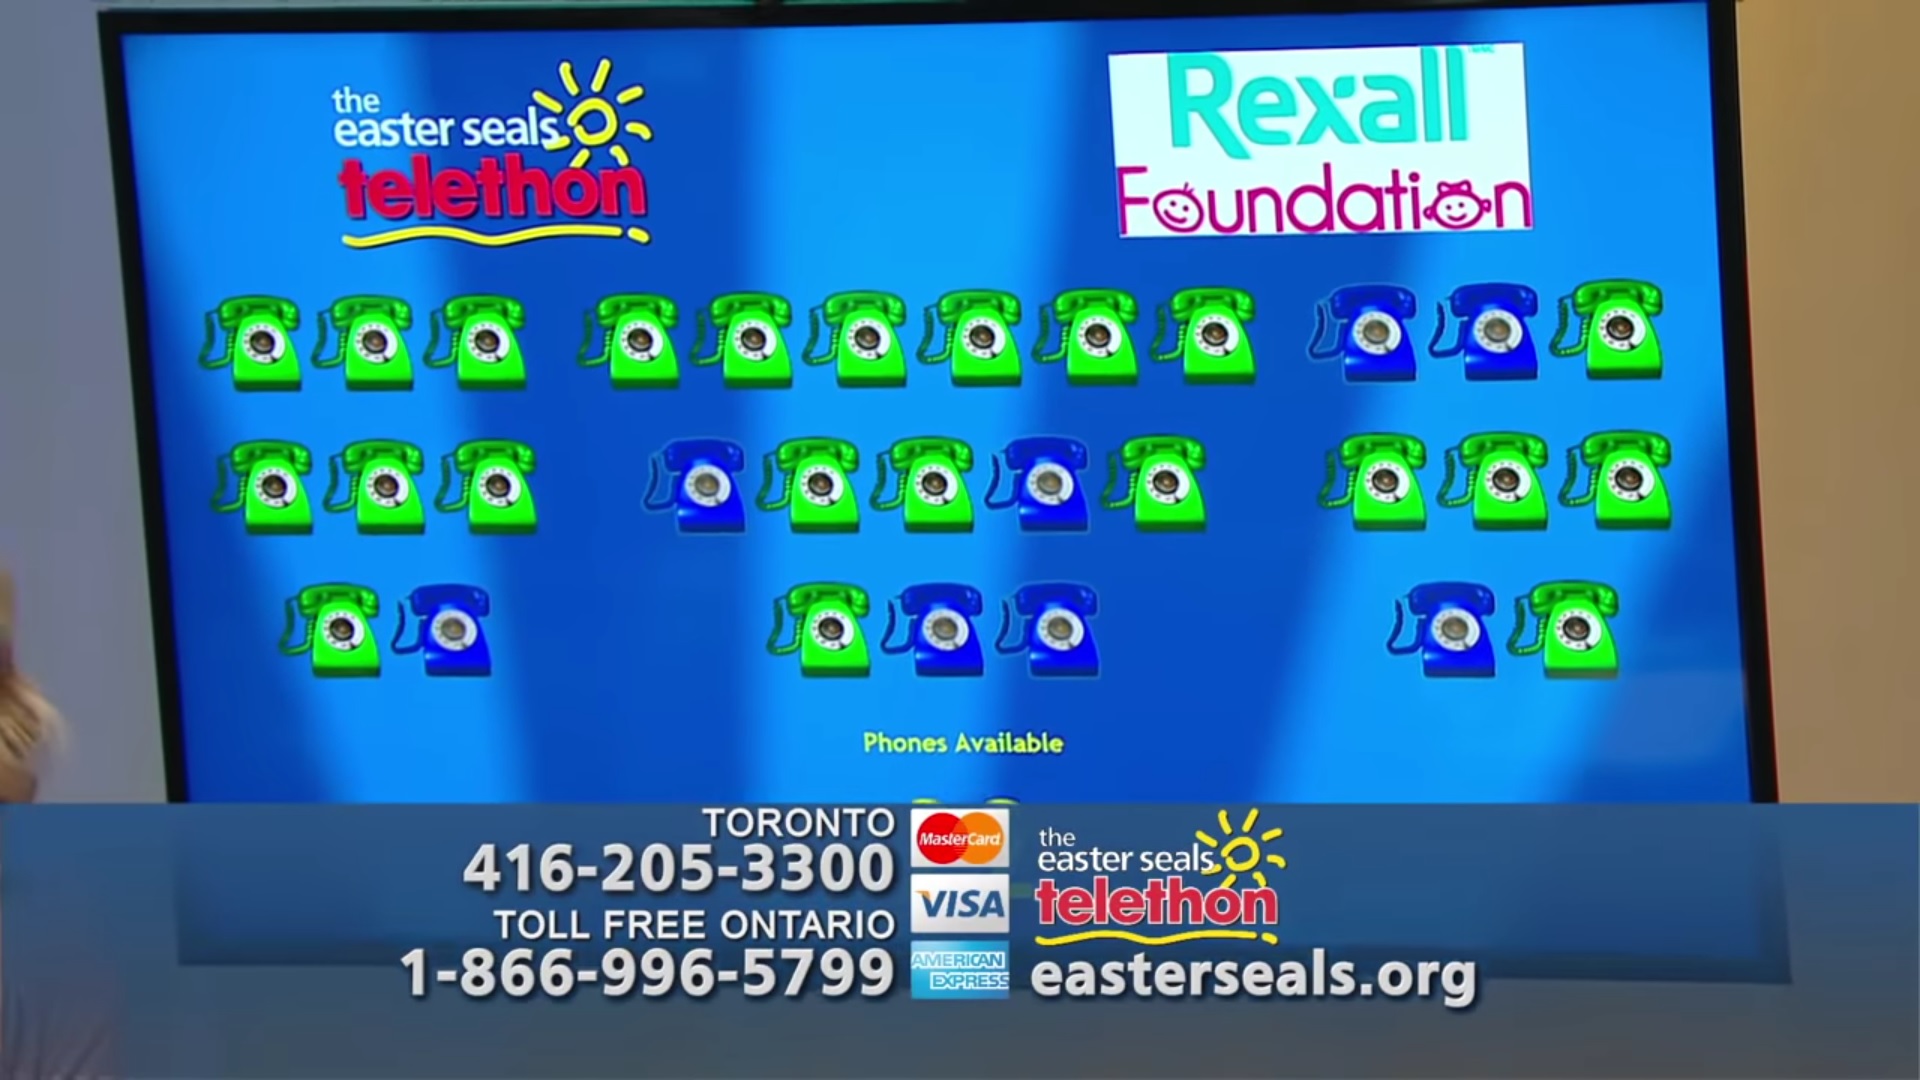 the
easter seals
telethon
Rexall
Foundation
Phones Available
TORONTO
416-205-3300
TOLL FREE ONTARIO
1-866-996-5799
MasterCard
VISA
AMERICAN
EXPRESS
the
easter seals
telethon
easterseals.org